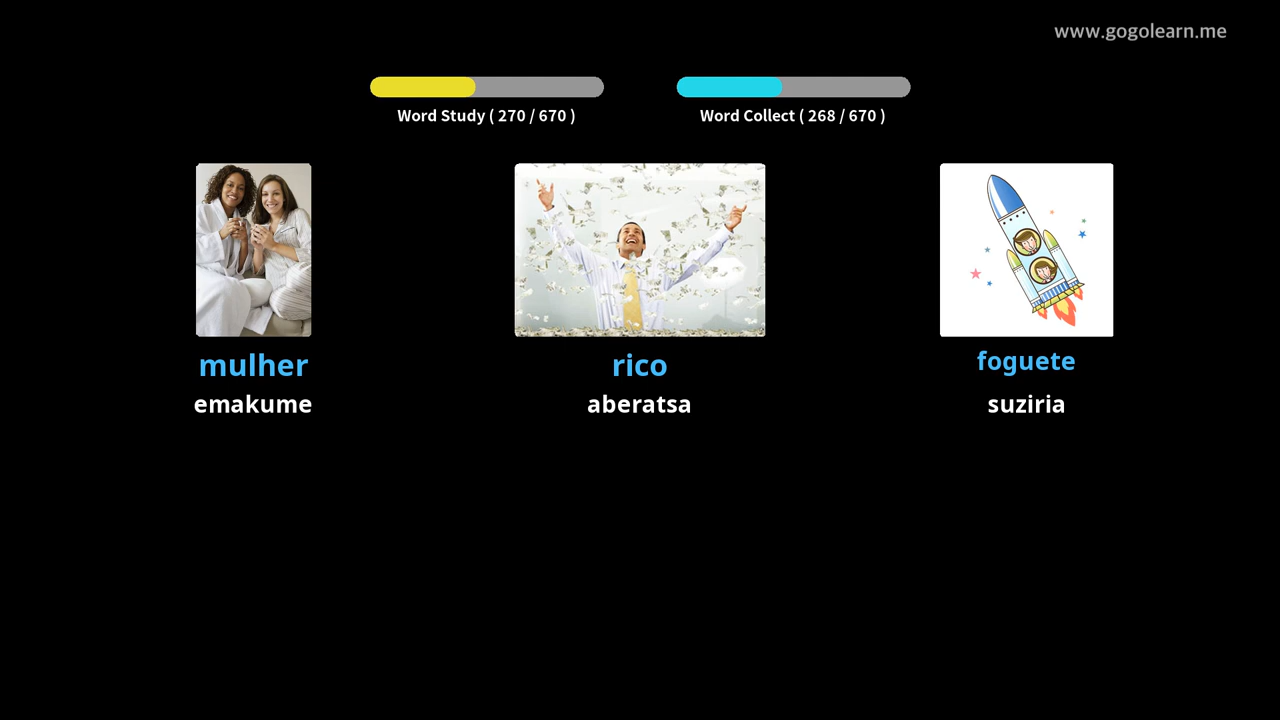 www.gogolearn.me
Word Study ( 270 / 670 )
Word Collect ( 268 / 670 )
mulher
emakume
rico
aberatsa
foguete
suziria